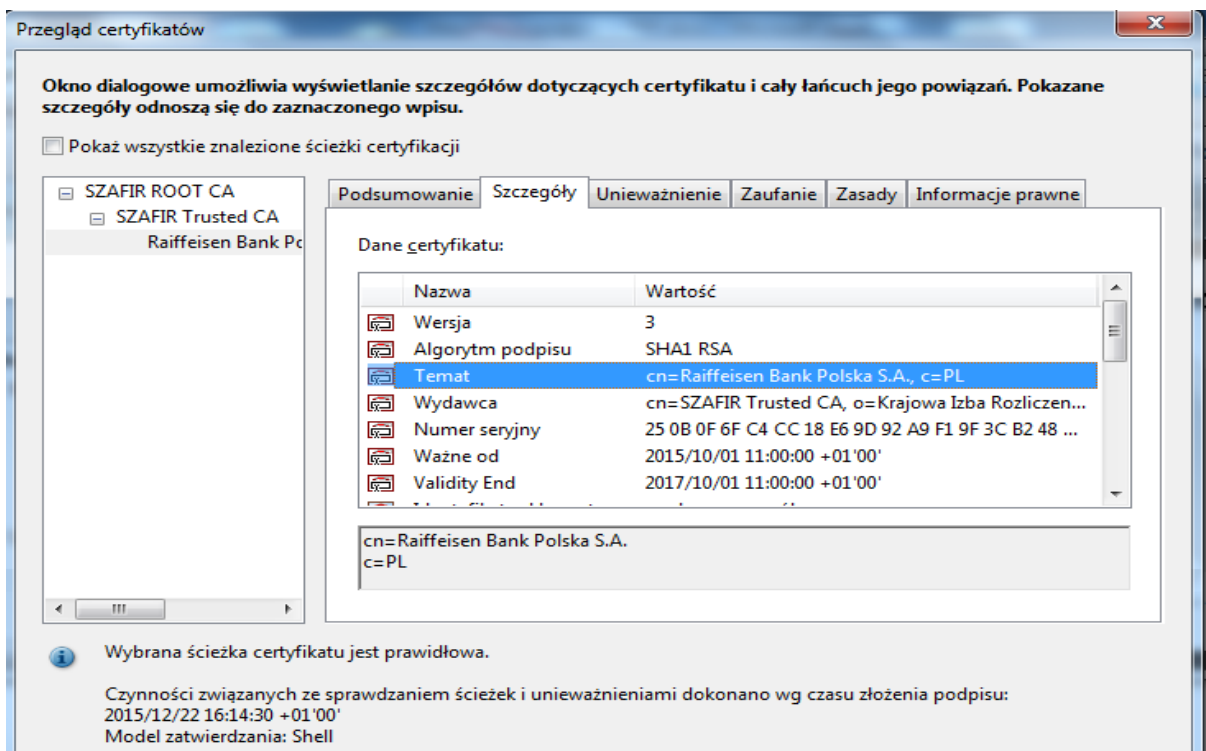 Przegląd certyfikatów
Okno dialogowe umożliwia wyświetlanie szczegółów dotyczących certyfikatu i cały łańcuch jego powiązań. Pokazane
szczegóły odnoszą się do zaznaczonego wpisu.
Pokaż wszystkie znalezione ścieżki certyfikacji
SZAFIR ROOT CA
SZAFIR Trusted CA
Raiffeisen Bank Pc
Podsumowanie Szczegóły Unieważnienie Zaufanie Zasady Informacje prawne
Dane certyfikatu:
Nazwa Wartość
Wersja 3
Algorytm podpisu SHA1 RSA
Temat cn=Raiffeisen Bank Polska S.A., c=PL
Wydawca cn=SZAFIR Trusted CA, o=Krajowa Izba Rozliczen...
Numer seryjny 25 0B 0F 6F C4 CC 18 E6 9D 92 A9 F1 9F 3C B2 48 ...
Ważne od 2015/10/01 11:00:00 +01'00'
Validity End 2017/10/01 11:00:00 +01'00'
cn=Raiffeisen Bank Polska S.A.
c=PL
Wybrana ścieżka certyfikatu jest prawidłowa.
Czynności związanych ze sprawdzaniem ścieżek i unieważnieniami dokonano wg czasu złożenia podpisu:
2015/12/22 16:14:30 +01'00'
Model zatwierdzania: Shell